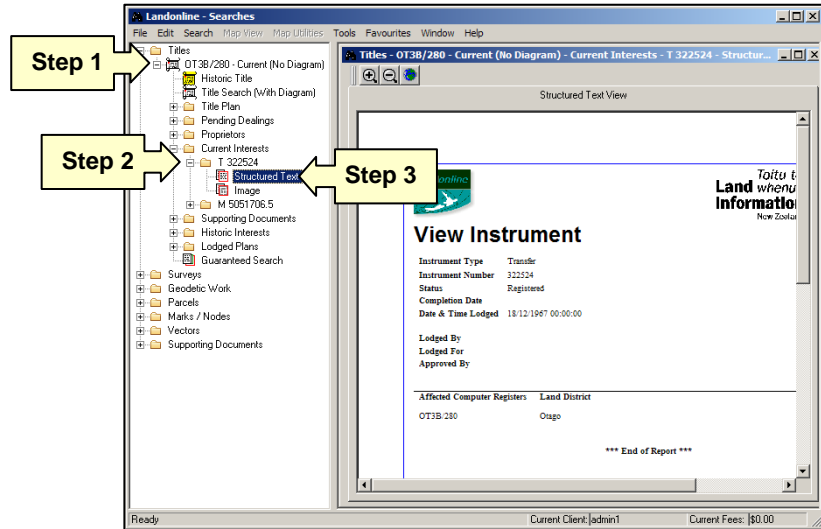 Landonline - Searches
File Edit Search Map View Map Utilities Tools Favourites Window Help
Step 1
Titles
OT3B/280 - Current (No Diagram)
Historic Title
Title Search (With Diagram)
Title Plan
Pending Dealings
Proprietors
Current Interests
Step 2
T 322524
Structured Text
Step 3
Image
M 5051706.5
Supporting Documents
Historic Interests
Lodged Plans
Guaranteed Search
Surveys
Geodetic Work
Parcels
Marks / Nodes
Vectors
Supporting Documents
Titles - OT3B/280 - Current (No Diagram) - Current Interests - T 322524 - Structur...
Structured Text View
Toitu t
Land whenu
Informatio
New Zealan
View Instrument
Instrument Type Transfer
Instrument Number 322524
Status Registered
Completion Date
Date & Time Lodged 18/12/1967 00:00:00
Lodged By
Lodged For
Approved By
Affected Computer Registers Land District
OT3B/280 Otago
*** End of Report ***
Ready Current Client: admin1 Current Fees: $0.00